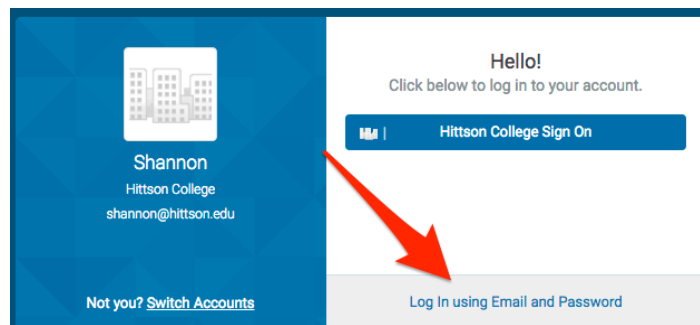 Shannon
Hittson College
shannon@hittson.edu
Not you? Switch Accounts
Hello!
Click below to log in to your account.
Hittson College Sign On
Log In using Email and Password